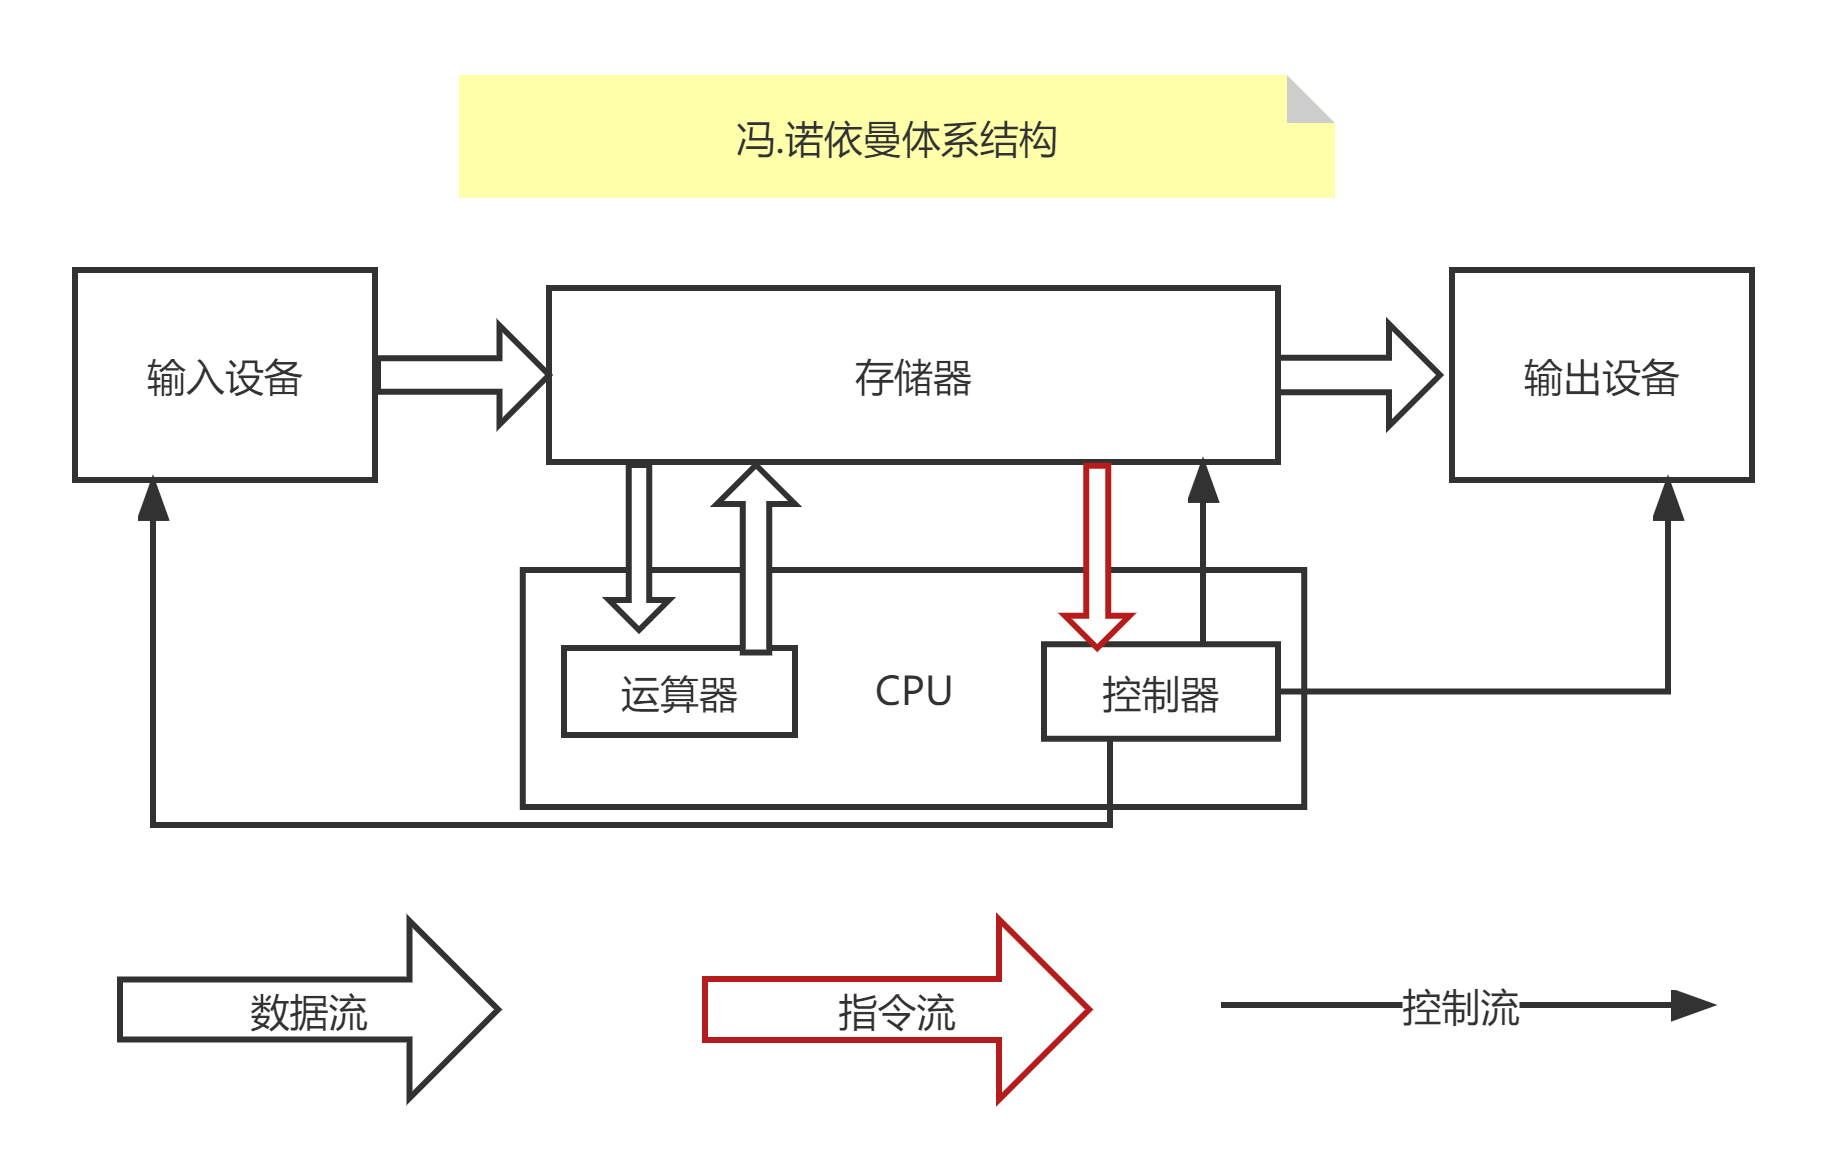 冯.诺依曼体系结构
输入设备
存储器
输出设备
运算器
CPU
控制器
数据流
指令流
控制流